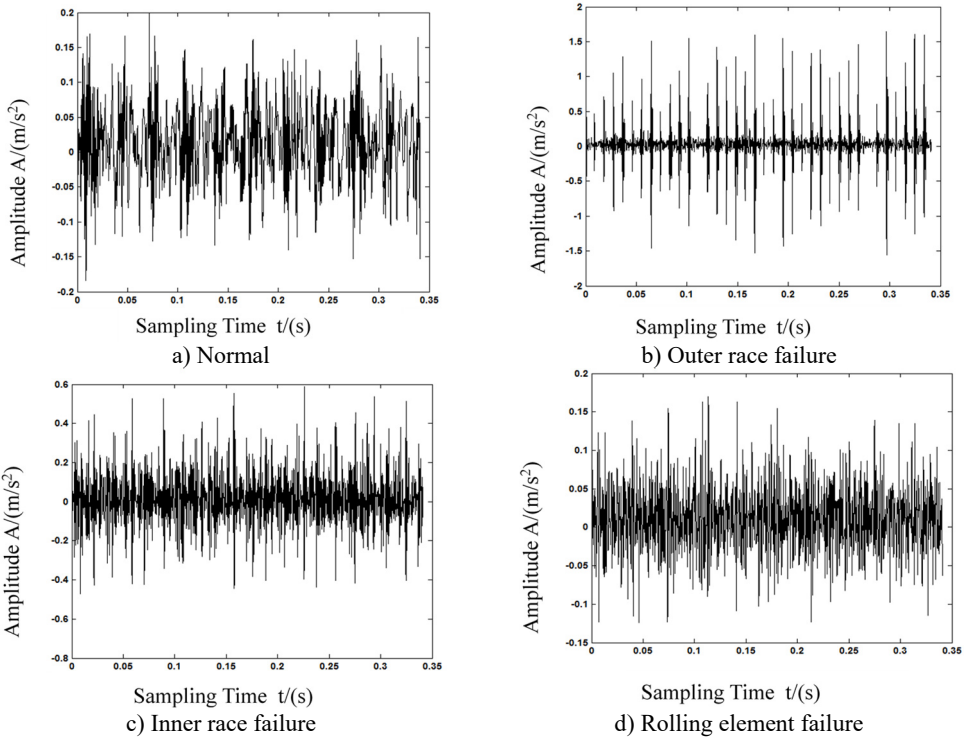 Amplitude A/(m/s²)
0.2
0.15
0.1
0.05
0
-0.05
-0.1
-0.15
-0.2
0 0.05 0.1 0.15 0.2 0.25 0.3 0.35
Sampling Time t/(s)
a) Normal
Amplitude A/(m/s²)
2
1.5
1
0.5
0
-0.5
-1
-1.5
-2
0 0.05 0.1 0.15 0.2 0.25 0.3 0.35
Sampling Time t/(s)
b) Outer race failure
Amplitude A/(m/s²)
0.6
0.4
0.2
0
-0.2
-0.4
-0.6
-0.8
0 0.05 0.1 0.15 0.2 0.25 0.3 0.35
Sampling Time t/(s)
c) Inner race failure
Amplitude A/(m/s²)
0.2
0.15
0.1
0.05
0
-0.05
-0.1
-0.15
0 0.05 0.1 0.15 0.2 0.25 0.3 0.35
Sampling Time t/(s)
d) Rolling element failure